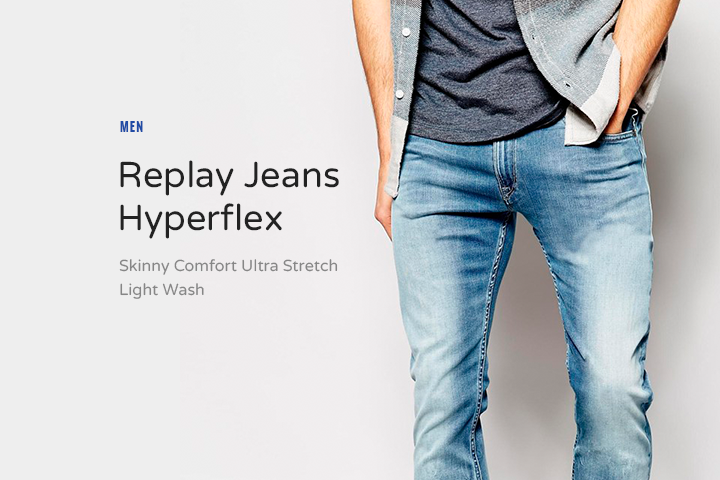 MEN
Replay Jeans
Hyperflex
Skinny Comfort Ultra Stretch
Light Wash